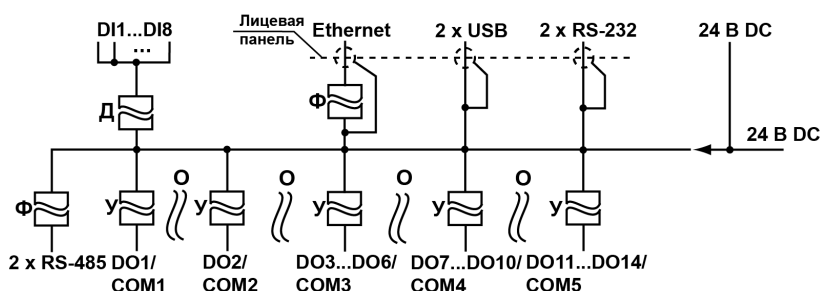 DI1...DI8
...
Лицевая
панель
Ethernet
2 x USB
2 x RS-232
24 В DC
Д
Ф
24 В DC
О
О
О
О
Ф
У
У
У
У
У
2 x RS-485
DO1/
COM1
DO2/
COM2
DO3...DO6/
COM3
DO7...DO10/
COM4
DO11...DO14/
COM5